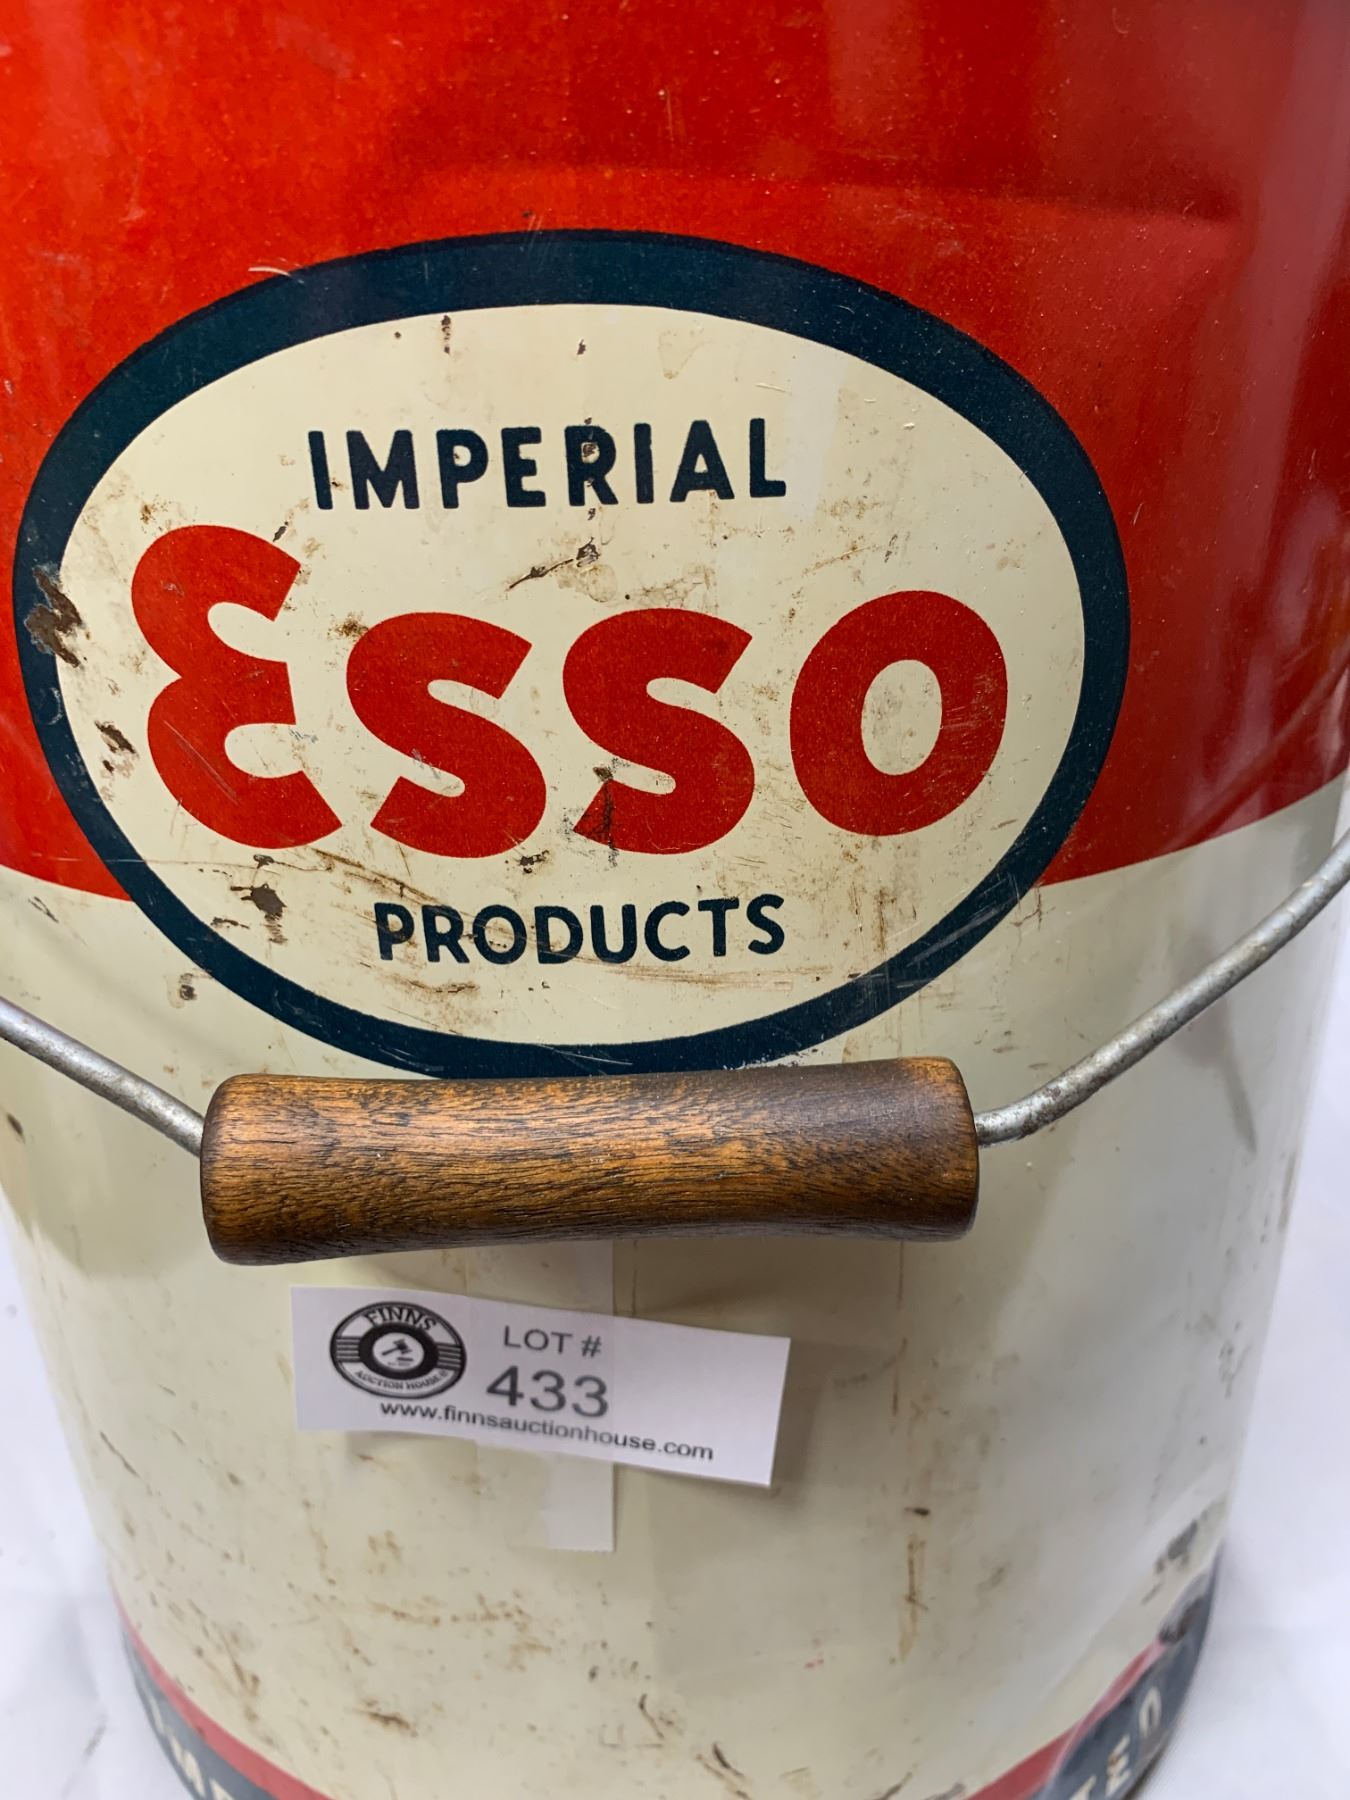 IMPERIAL
Esso
PRODUCTS
FINNS
AUCTION HOUSE
LOT #
433
www.finnsauctionhouse.com